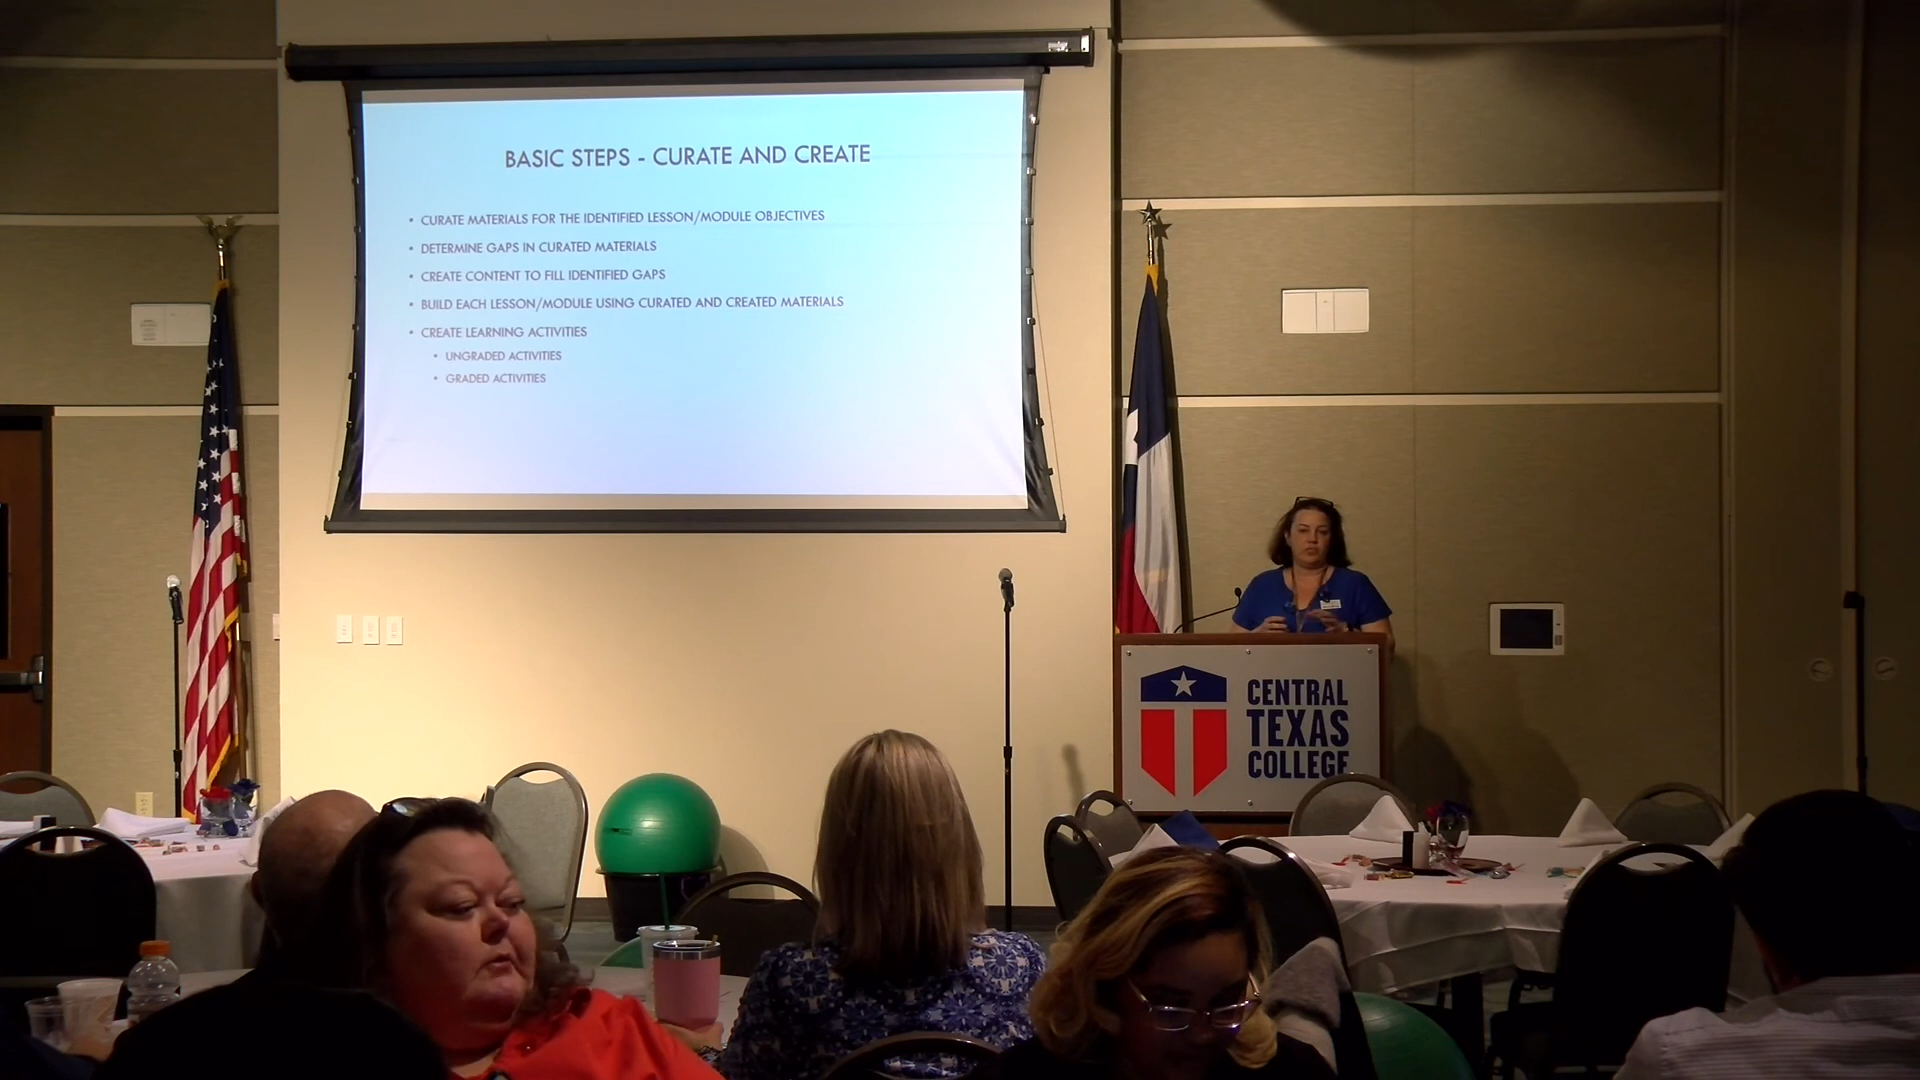 BASIC STEPS - CURATE AND CREATE
• CURATE MATERIALS FOR THE IDENTIFIED LESSON/MODULE OBJECTIVES
• DETERMINE GAPS IN CURATED MATERIALS
• CREATE CONTENT TO FILL IDENTIFIED GAPS
• BUILD EACH LESSON/MODULE USING CURATED AND CREATED MATERIALS
• CREATE LEARNING ACTIVITIES
• UNGRADED ACTIVITIES
• GRADED ACTIVITIES
CENTRAL
TEXAS
COLLEGE